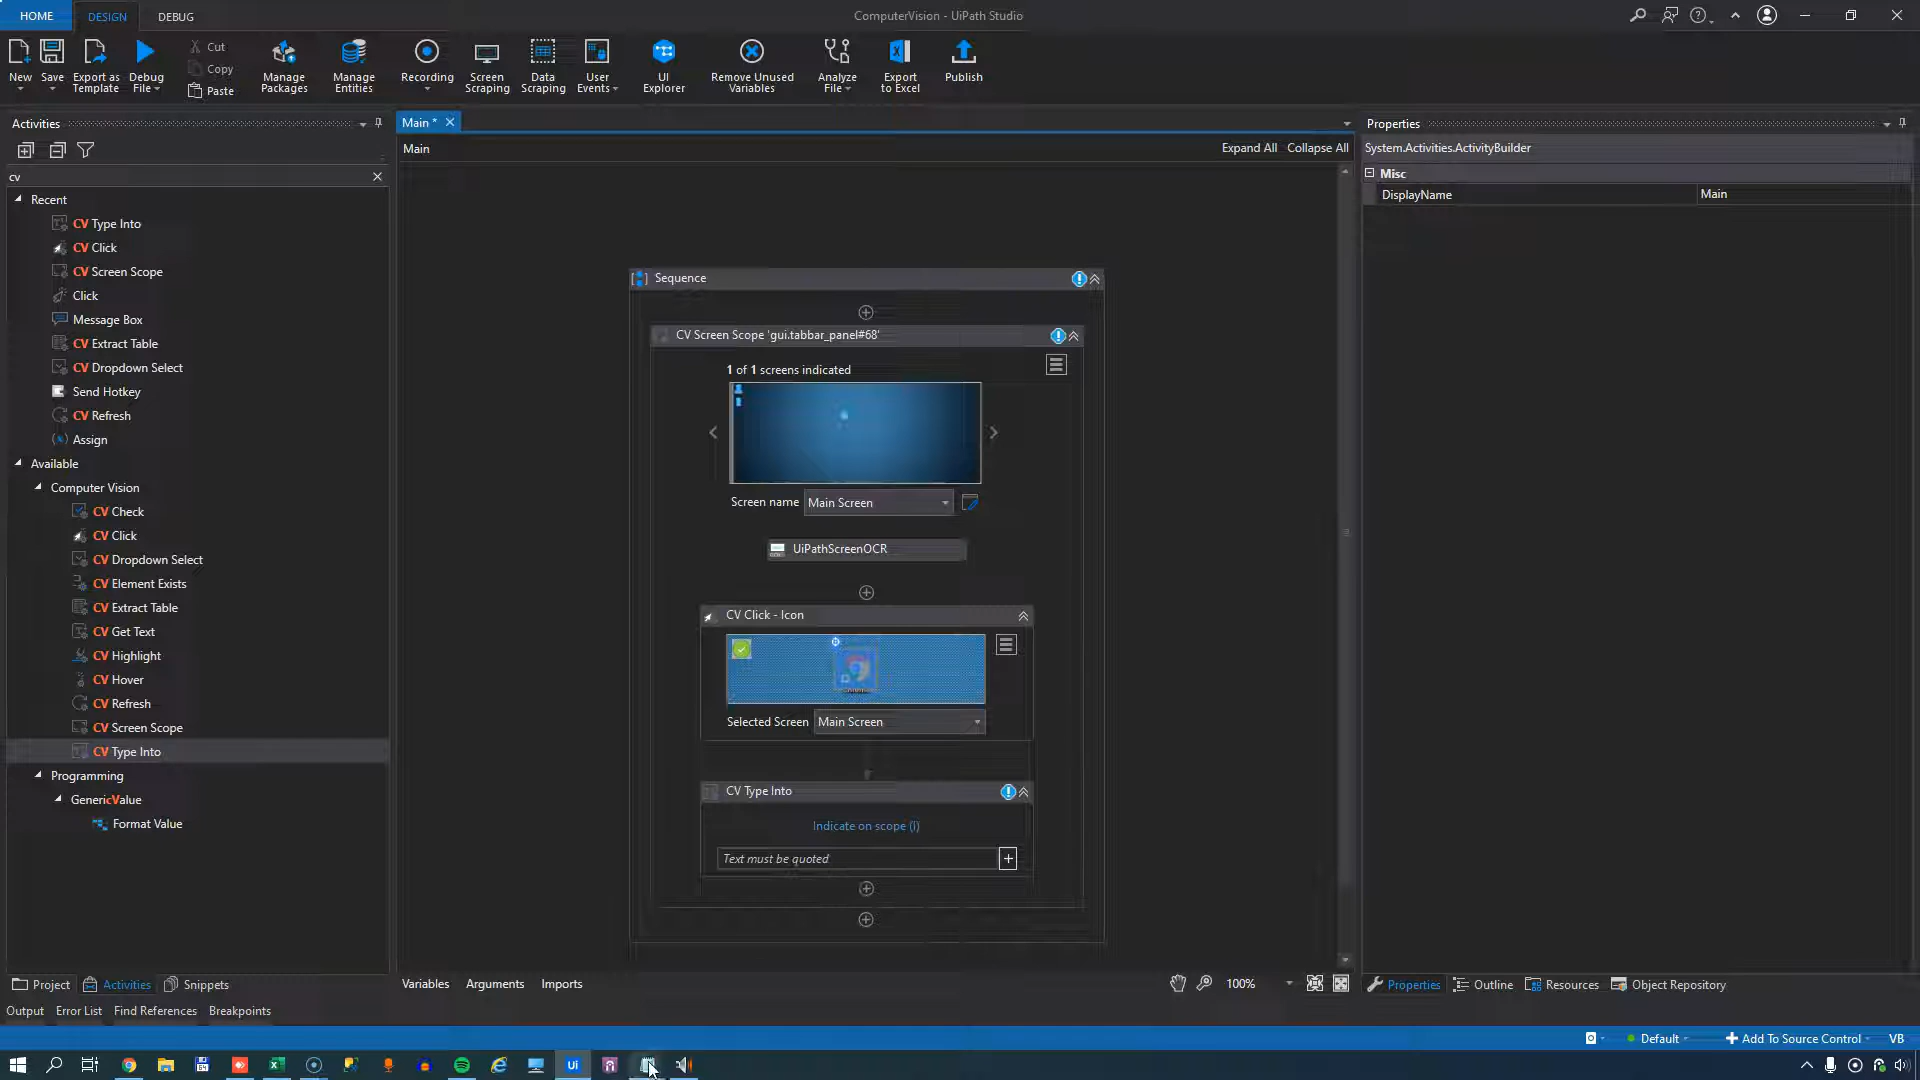 HOME
DESIGN
DEBUG
ComputerVision - UiPath Studio
New
Save
Export as
Template
Debug
File
Cut
Copy
Paste
Manage
Packages
Manage
Entities
Recording
Screen
Scraping
Data
Scraping
User
Events
UI
Explorer
Remove Unused
Variables
Analyze
File
Export
to Excel
Publish
Activities
cv
Recent
CV Type Into
CV Click
CV Screen Scope
Click
Message Box
CV Extract Table
CV Dropdown Select
Send Hotkey
CV Refresh
Assign
Available
Computer Vision
CV Check
CV Click
CV Dropdown Select
CV Element Exists
CV Extract Table
CV Get Text
CV Highlight
CV Hover
CV Refresh
CV Screen Scope
CV Type Into
Programming
GenericValue
Format Value
Project
Activities
Snippets
Main *
Main
Expand All
Collapse All
Sequence
CV Screen Scope 'gui.tabbar_panel#68'
1 of 1 screens indicated
Screen name
Main Screen
UiPathScreenOCR
CV Click - Icon
Selected Screen
Main Screen
CV Type Into
Indicate on scope (I)
Text must be quoted
Variables
Arguments
Imports
100%
Properties
System.Activities.ActivityBuilder
Misc
DisplayName
Main
Properties
Outline
Resources
Object Repository
Output
Error List
Find References
Breakpoints
Default
Add To Source Control
VB
Ui